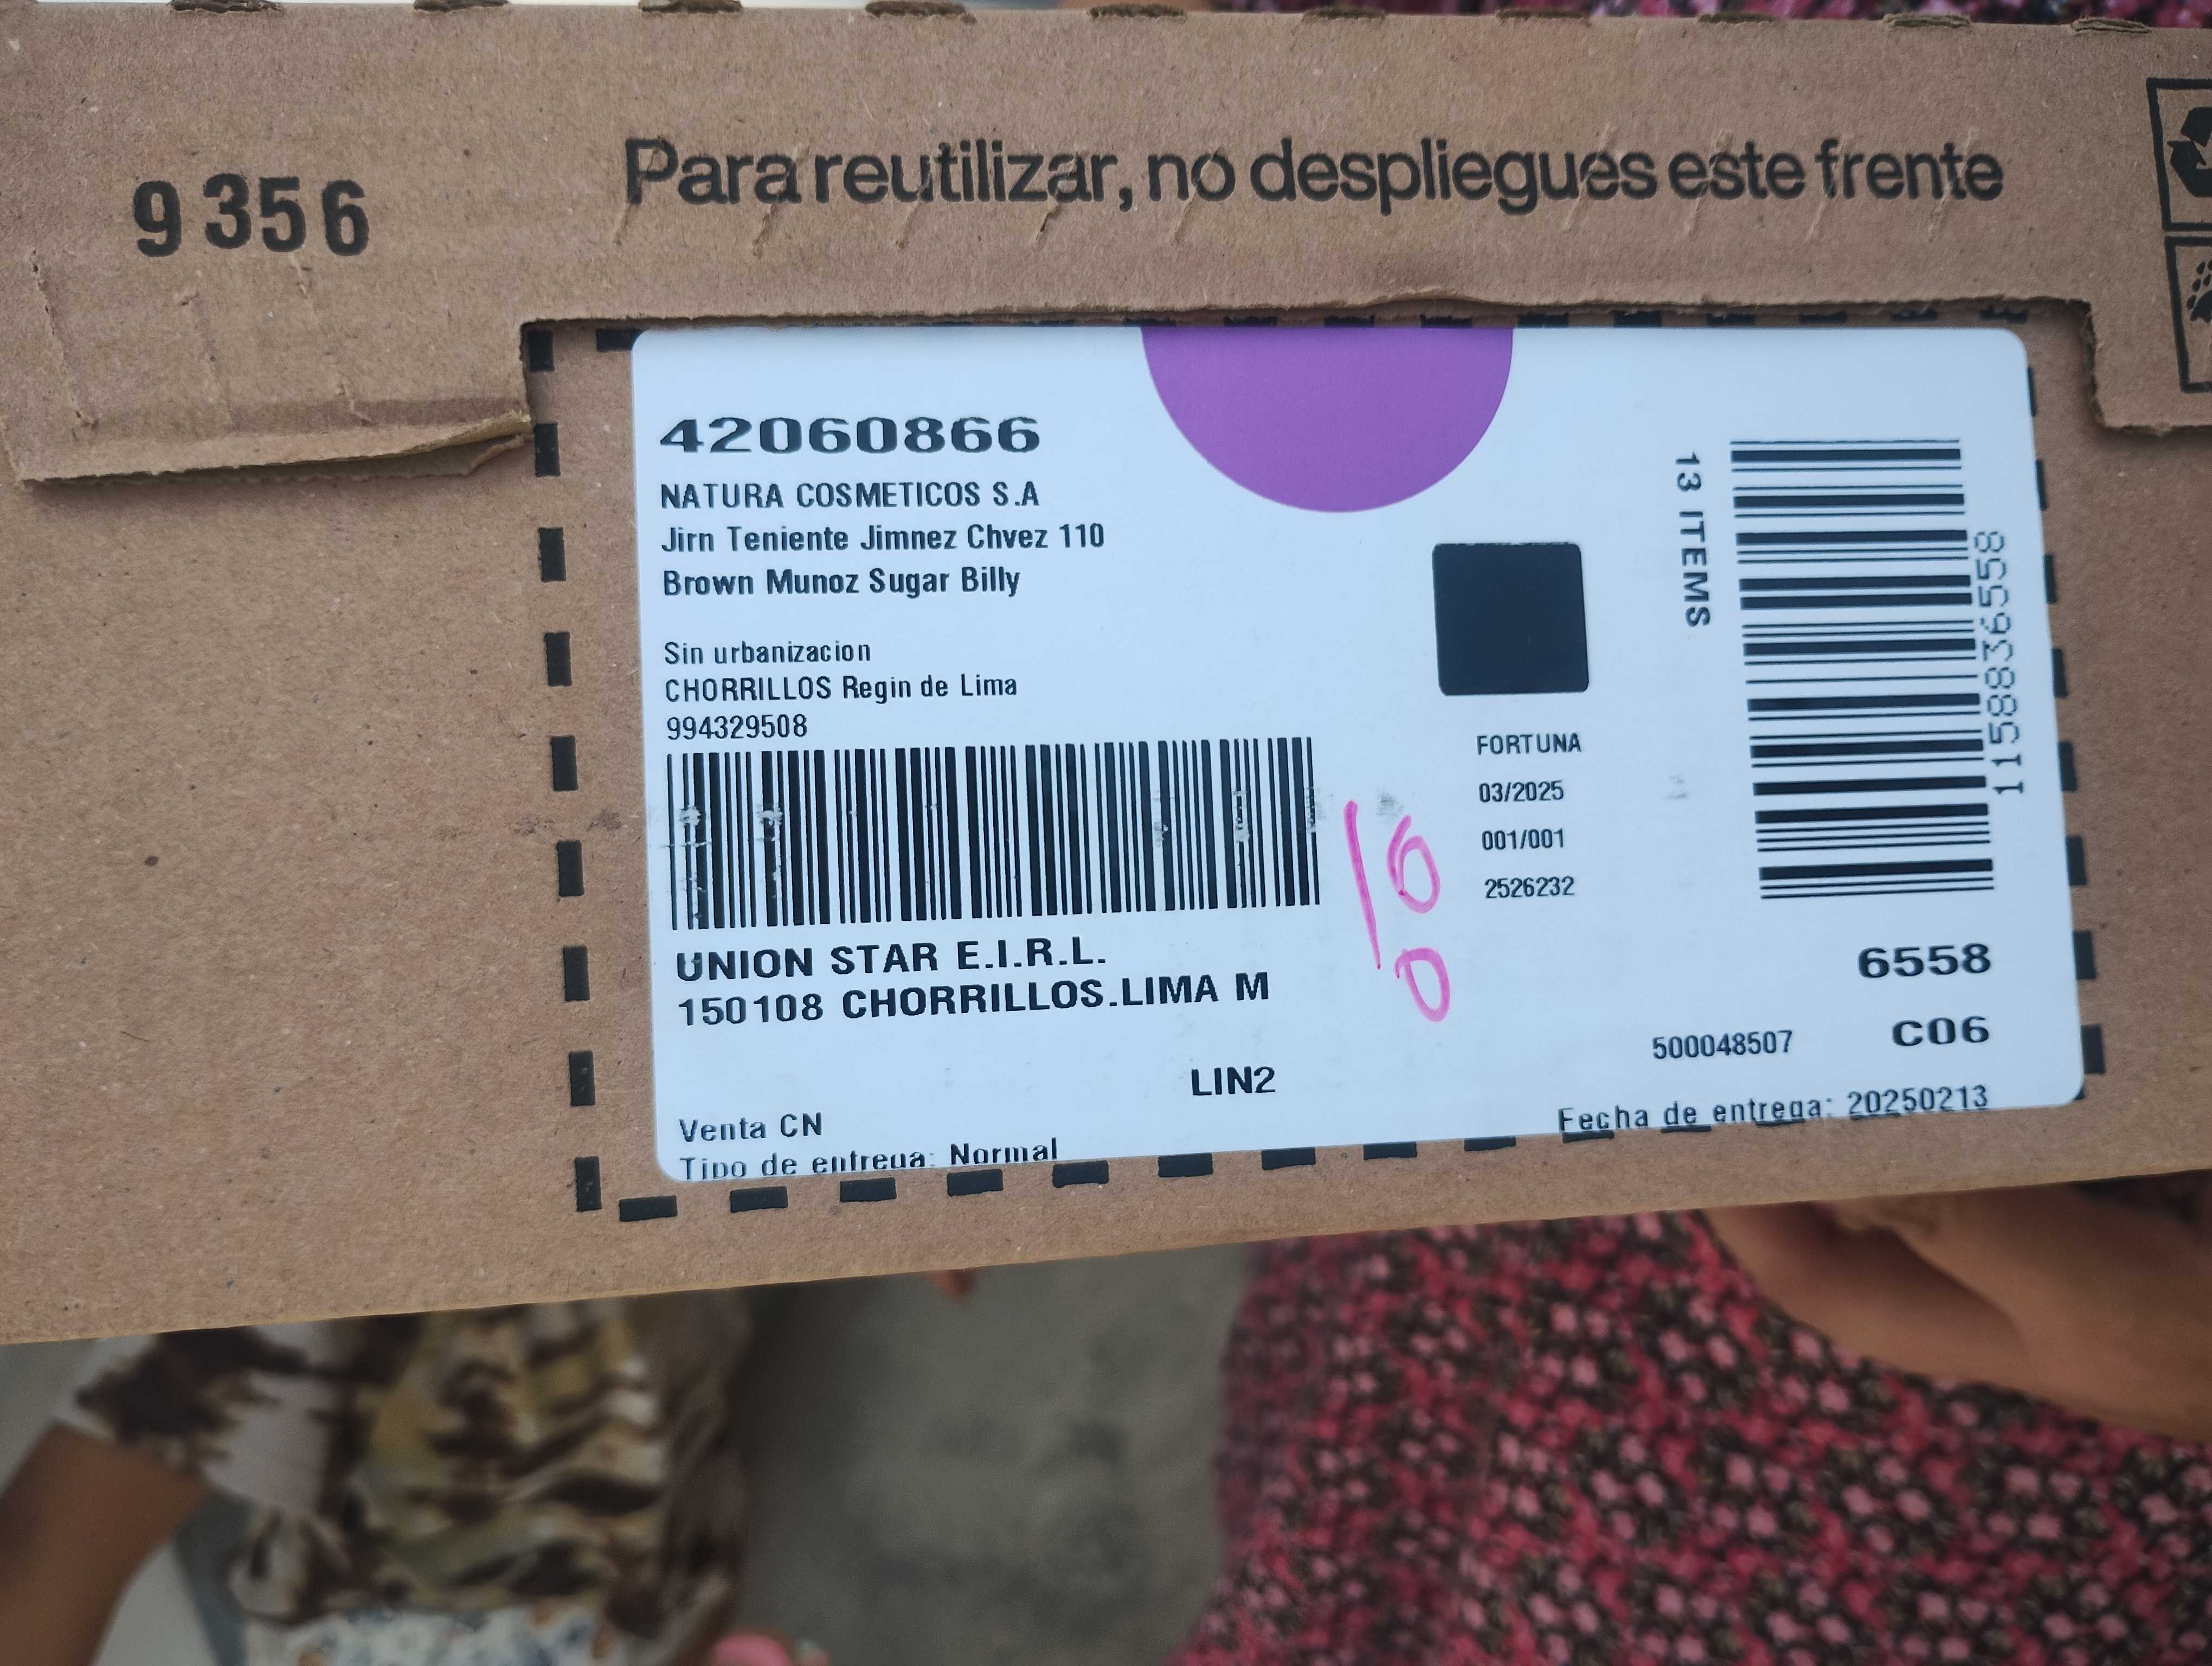 9356
Para reutilizar, no despliegues este frente
42060866
NATURA COSMETICOS S.A
Jirn Teniente Jimnez Chvez 110
Brown Munoz Sugar Billy
Sin urbanizacion
CHORRILLOS Regin de Lima
994329508
UNION STAR E.I.R.L.
150108 CHORRILLOS.LIMA M
LIN2
Venta CN
Tipo de entrega: Normal
FORTUNA
03/2025
001/001
2526232
13 ITEMS
1158836558
6558
500048507 C06
Fecha de entrega: 20250213